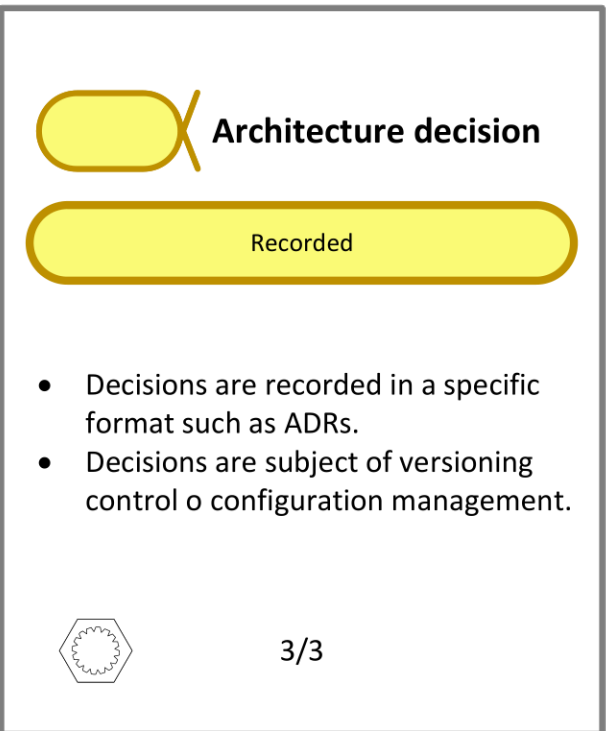 Architecture decision
Recorded
• Decisions are recorded in a specific
format such as ADRs.
• Decisions are subject of versioning
control o configuration management.
3/3